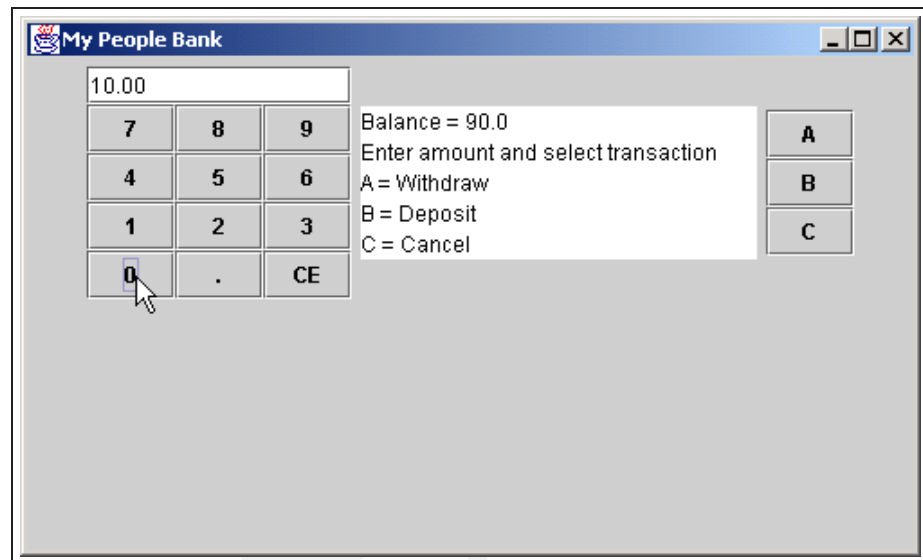 My People Bank
10.00
7 8 9
4 5 6
1 2 3
0 . CE
Balance = 90.0
Enter amount and select transaction
A = Withdraw
B = Deposit
C = Cancel
A
B
C